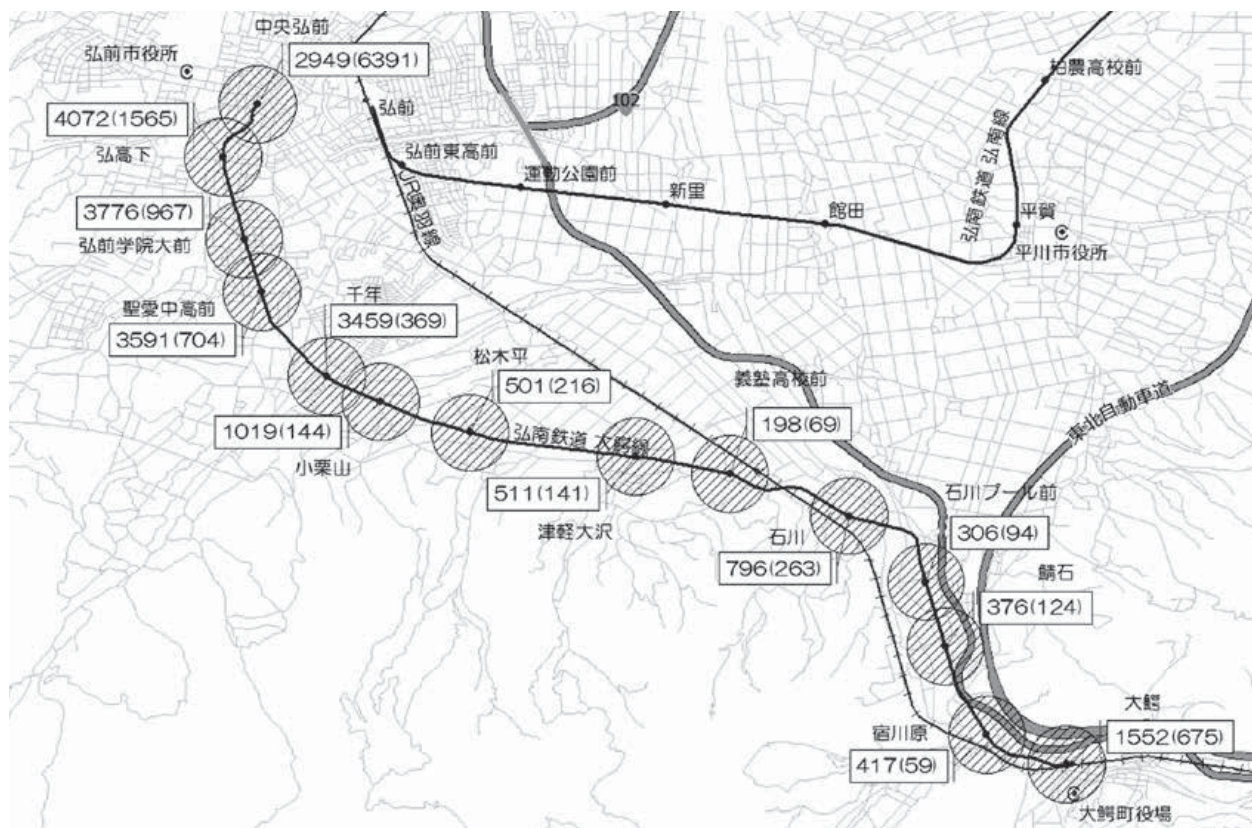 中央弘前
2949(6391)
弘前市役所
4072(1565)
弘高下
3776(967)
弘前学院大前
聖愛中高前
3591(704)
千年
3459(369)
1019(144)
小栗山
松木平
501(216)
弘南鉄道 大鰐線
511(141)
津軽大沢
義塾高校前
198(69)
石川
796(263)
石川プール前
306(94)
鯖石
376(124)
宿川原
417(59)
大鰐
1552(675)
大鰐町役場
弘前
弘前東高前
JR奥羽線
運動公園前
新里
館田
102
柏農高校前
弘南鉄道 弘南線
平賀
平川市役所
東北自動車道